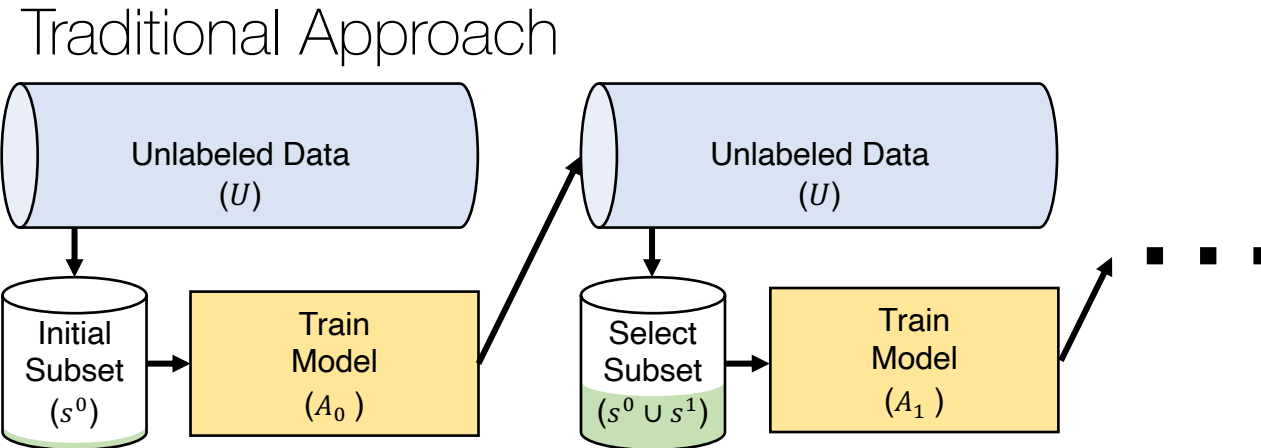 Traditional Approach
Unlabeled Data
(U)
Unlabeled Data
(U)
Initial
Subset
(s⁰)
Train
Model
(A₀ )
Select
Subset
(s⁰ ∪ s¹)
Train
Model
(A₁ )